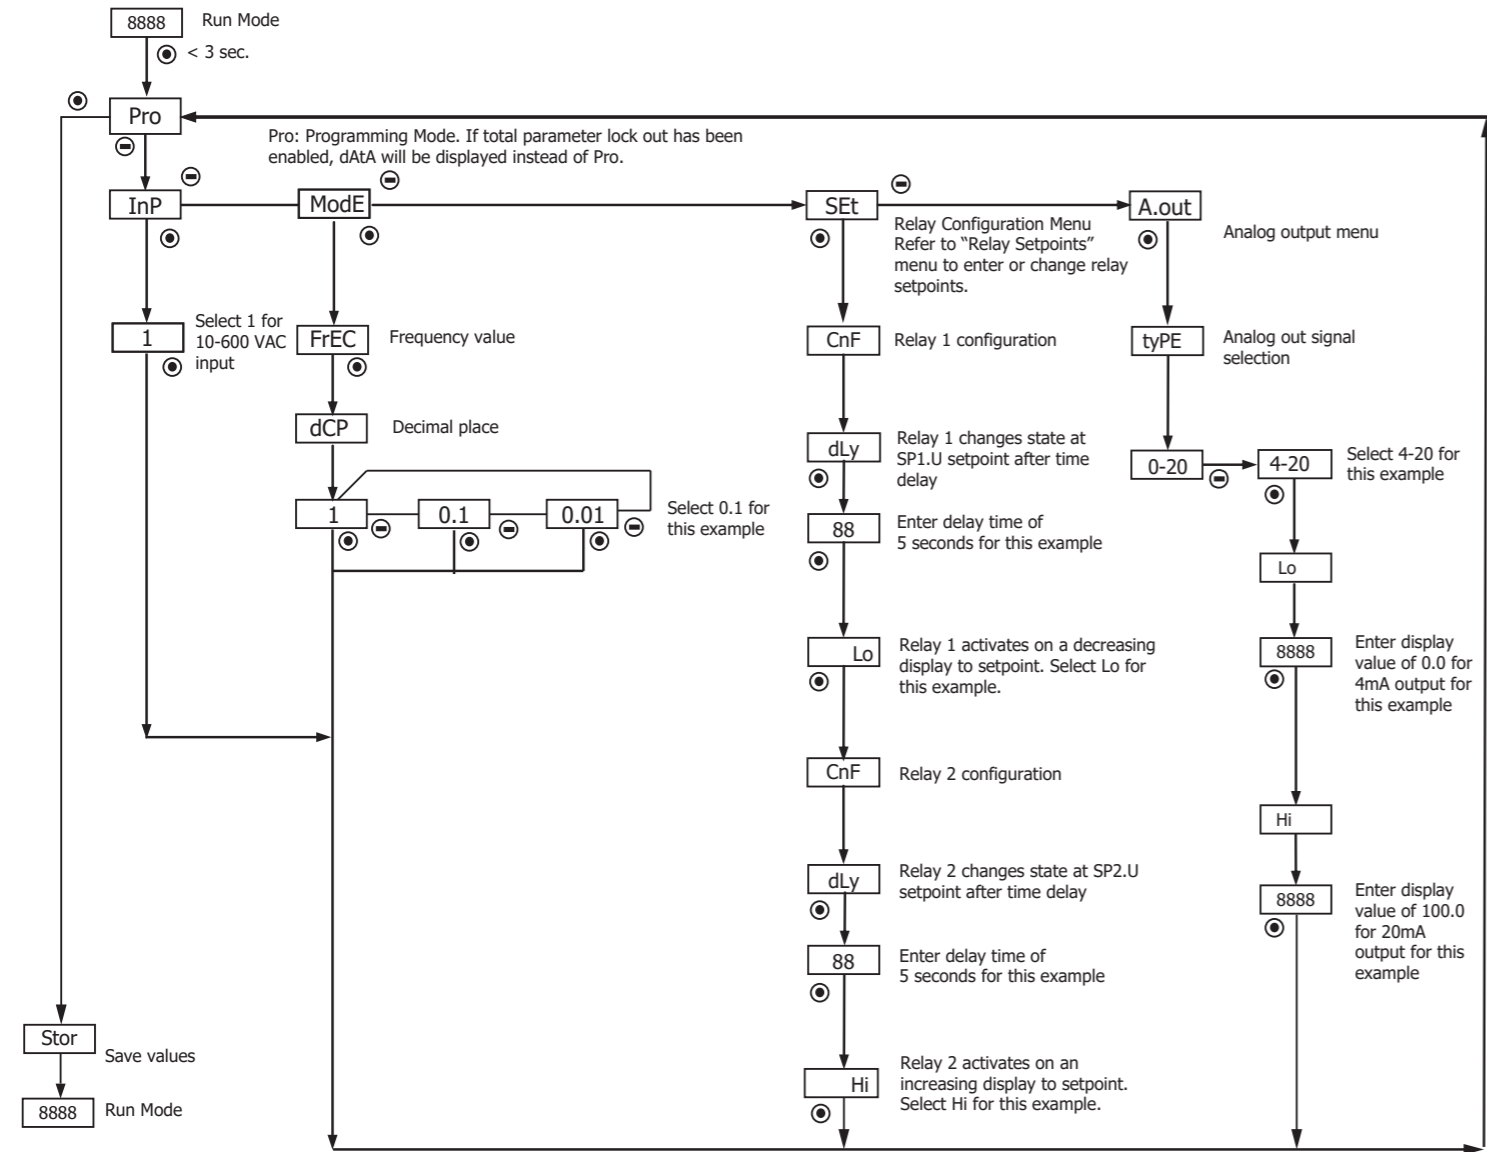 8888
Run Mode
< 3 sec.
Pro
Pro: Programming Mode. If total parameter lock out has been
enabled, dAtA will be displayed instead of Pro.
InP
ModE
SEt
A.out
Relay Configuration Menu
Refer to “Relay Setpoints”
menu to enter or change relay
setpoints.
Analog output menu
1
Select 1 for
10-600 VAC
input
FrEC
Frequency value
CnF
Relay 1 configuration
tyPE
Analog out signal
selection
dCP
Decimal place
dLy
Relay 1 changes state at
SP1.U setpoint after time
delay
0-20
4-20
Select 4-20 for
this example
1
0.1
0.01
Select 0.1 for
this example
88
Enter delay time of
5 seconds for this example
Lo
Lo
Relay 1 activates on a decreasing
display to setpoint. Select Lo for
this example.
8888
Enter display
value of 0.0 for
4mA output for
this example
CnF
Relay 2 configuration
Hi
dLy
Relay 2 changes state at SP2.U
setpoint after time delay
8888
Enter display
value of 100.0
for 20mA
output for this
example
88
Enter delay time of
5 seconds for this example
Stor
Save values
Hi
Relay 2 activates on an
increasing display to setpoint.
Select Hi for this example.
8888
Run Mode